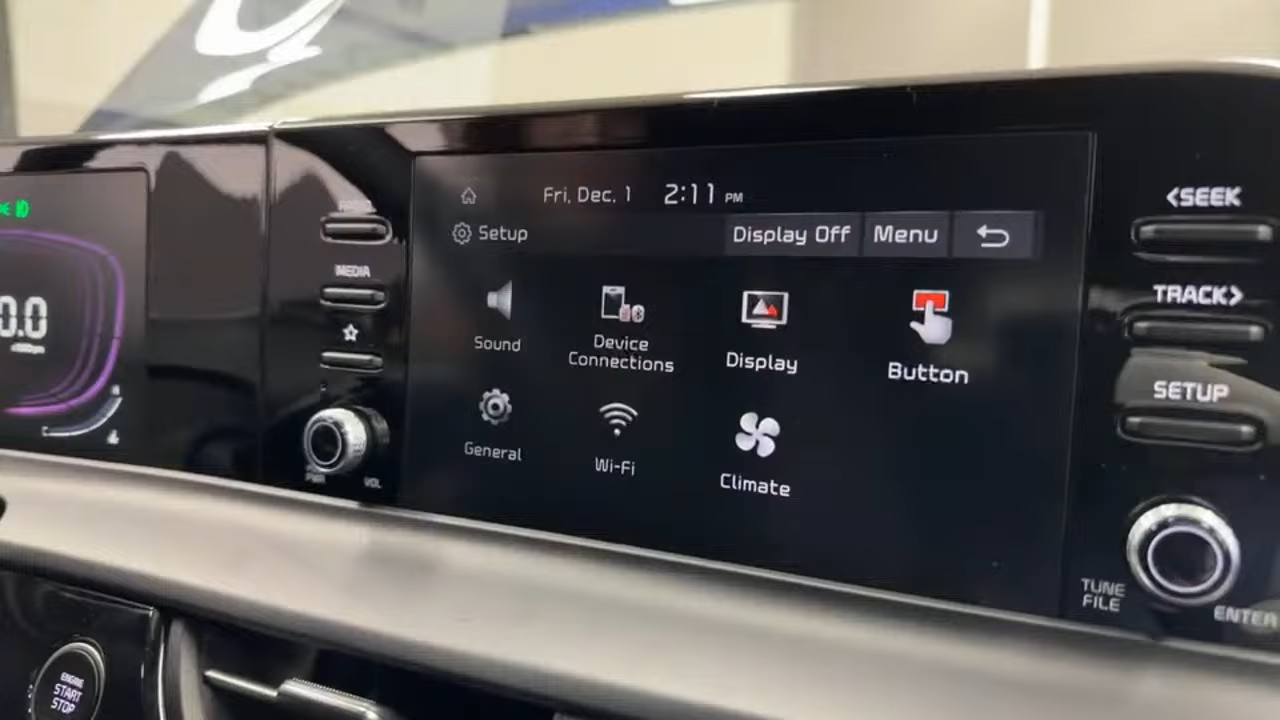 0.0
MEDIA
PWR
VOL
Fri, Dec. 1 2:11 PM
Setup
Display Off Menu
Sound
Device
Connections
Display
Button
General
Wi-Fi
Climate
<SEEK
TRACK>
SETUP
TUNE
FILE
ENTER
ENGINE
START
STOP